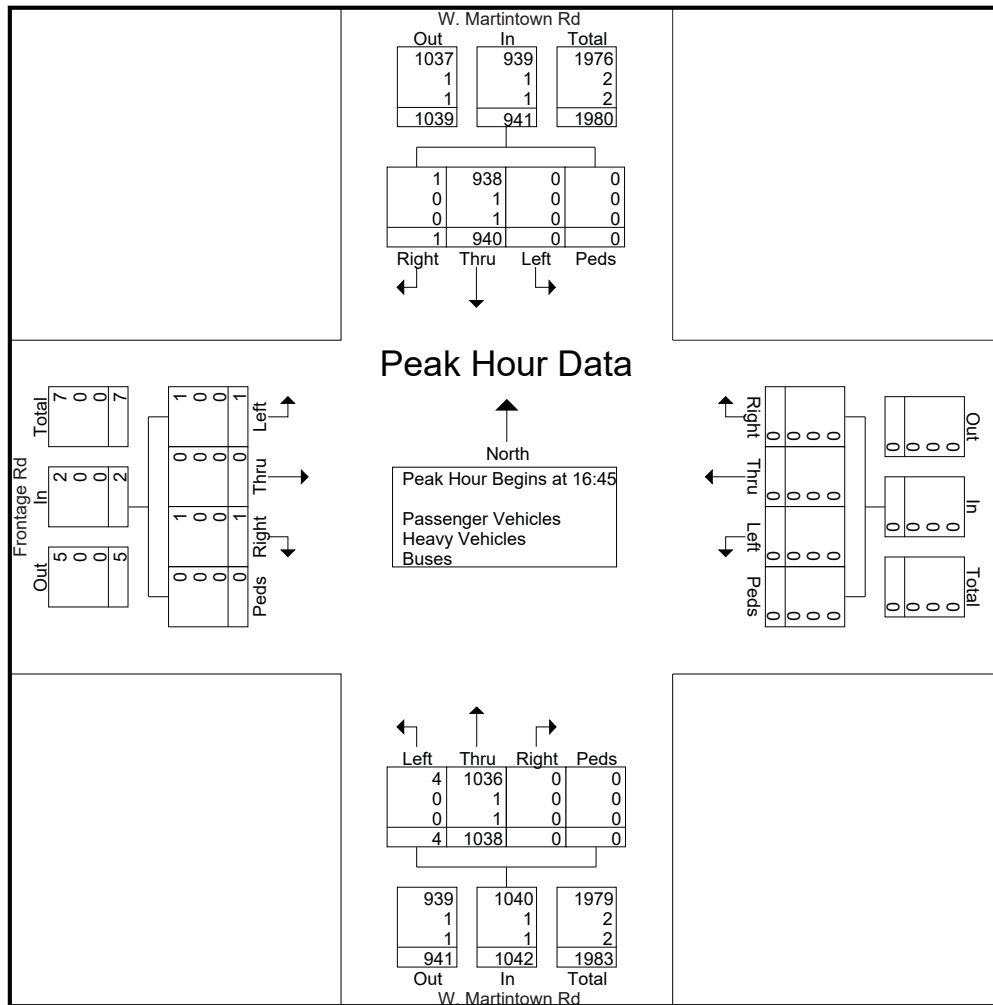 W. Martintown Rd
Out In Total
1037 939 1976
1 1 2
1 1 2
1039 941 1980
1 938 0 0
0 1 0 0
0 1 0 0
1 940 0 0
Right Thru Left Peds
Peak Hour Data
North
Peak Hour Begins at 16:45
Passenger Vehicles
Heavy Vehicles
Buses
Frontage Rd
Out In Total
5 2 7
0 0 0
0 0 0
5 2 7
0 1 0 1
0 0 0 0
0 0 0 0
0 1 0 1
Peds Right Thru Left
Right Thru Left Peds
0 0 0 0
0 0 0 0
0 0 0 0
0 0 0 0
Out In Total
0 0 0
0 0 0
0 0 0
0 0 0
Left Thru Right Peds
4 1036 0 0
0 1 0 0
0 1 0 0
4 1038 0 0
939 1040 1979
1 1 2
1 1 2
941 1042 1983
Out In Total
W. Martintown Rd